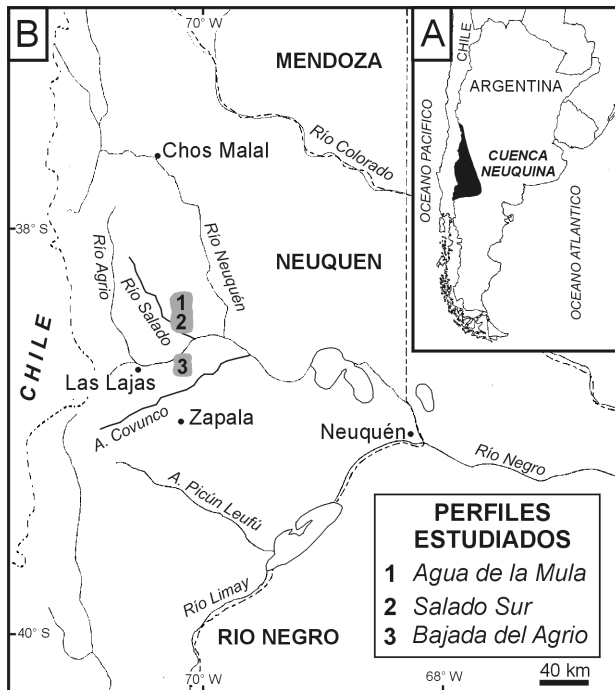 B
70° W
A
MENDOZA
CHILE
ARGENTINA
OCEANO PACIFICO
CUENCA
NEUQUINA
OCEANO ATLANTICO
Río Colorado
Chos Malal
38° S
Río Agrio
Río Neuquén
NEUQUEN
Río Salado
1
2
3
CHILE
Las Lajas
A. Covunco
Zapala
Neuquén
Río Negro
A. Picún Leufú
PERFILES
ESTUDIADOS
1 Agua de la Mula
2 Salado Sur
3 Bajada del Agrio
Río Limay
40° S
RIO NEGRO
70° W
68° W
40 km